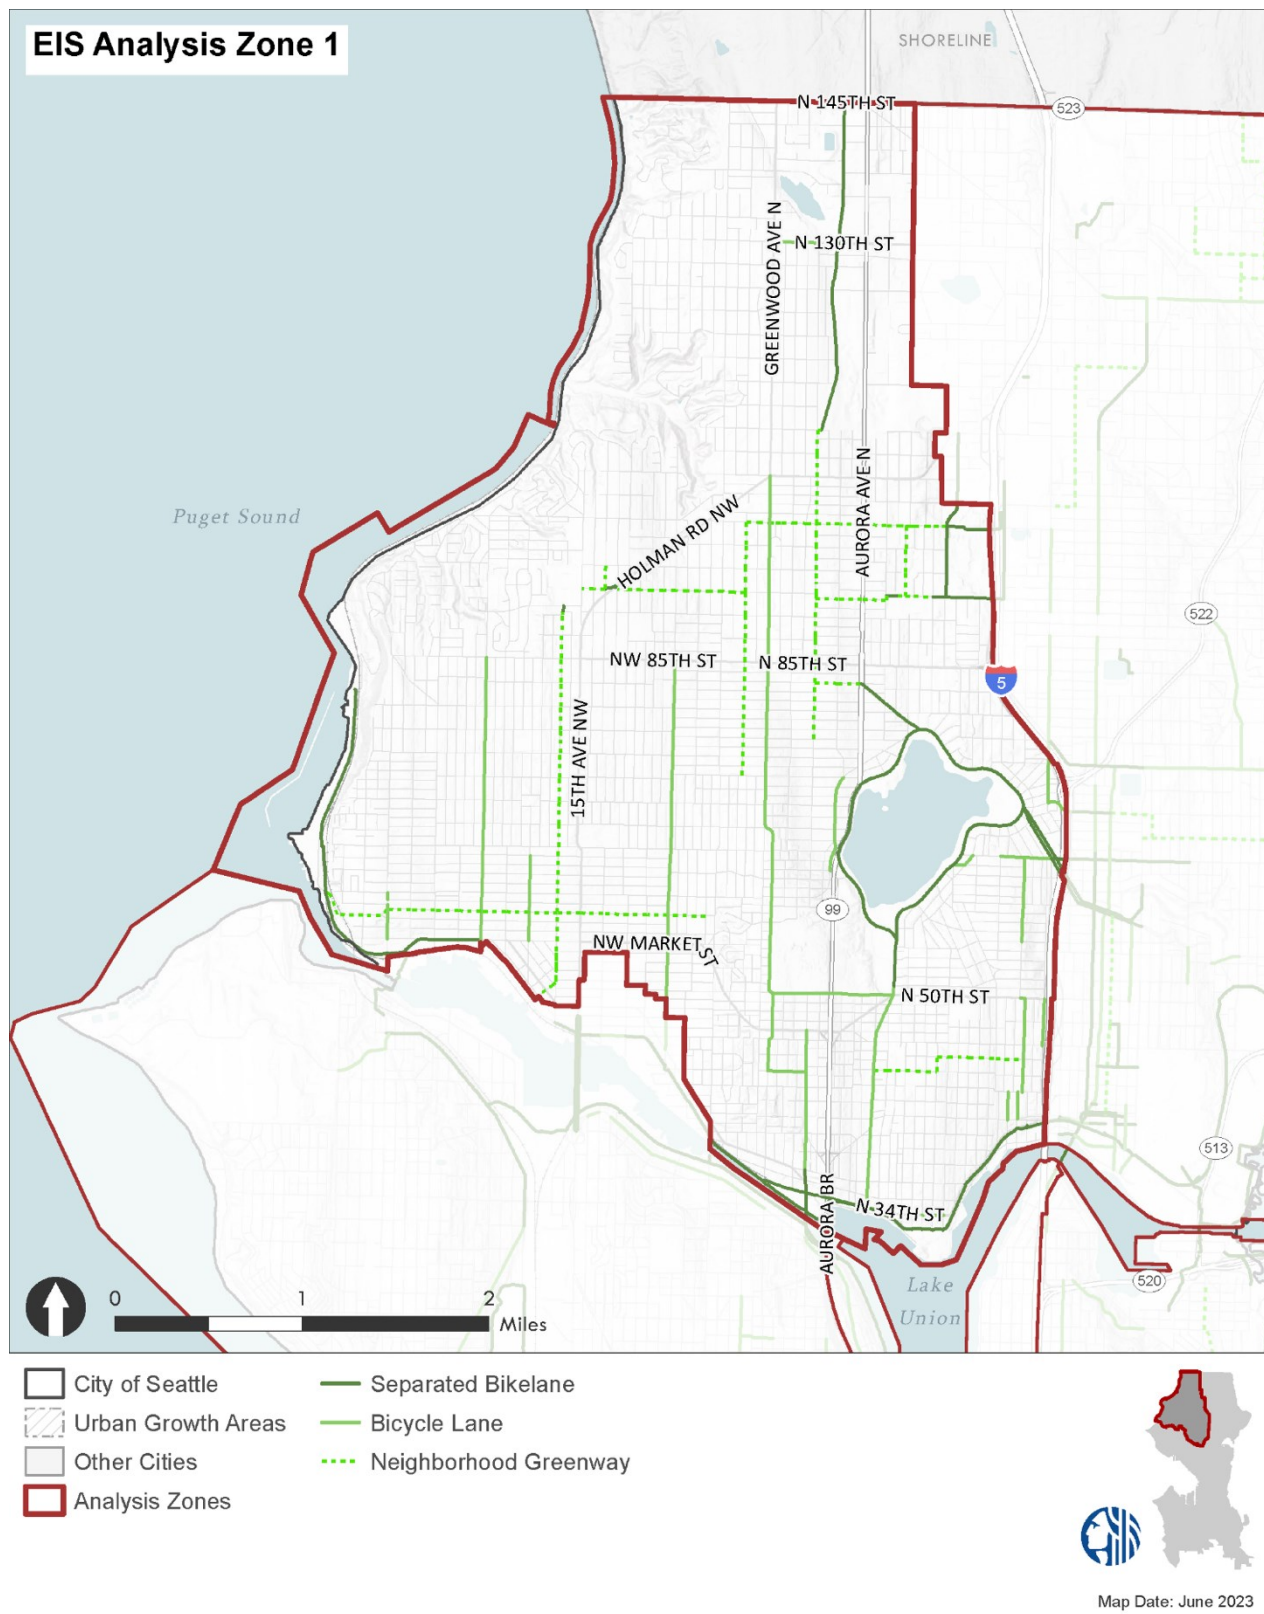 EIS Analysis Zone 1
SHORELINE
N 145TH ST
523
GREENWOOD AVE N
N 130TH ST
AURORA AVE N
Puget Sound
HOLMAN RD NW
522
NW 85TH ST
N 85TH ST
5
15TH AVE NW
99
NW MARKET ST
N 50TH ST
513
N 34TH ST
AURORA BR
520
Lake
Union
0 1 2
Miles
City of Seattle
Urban Growth Areas
Other Cities
Analysis Zones
Separated Bikelane
Bicycle Lane
Neighborhood Greenway
Map Date: June 2023